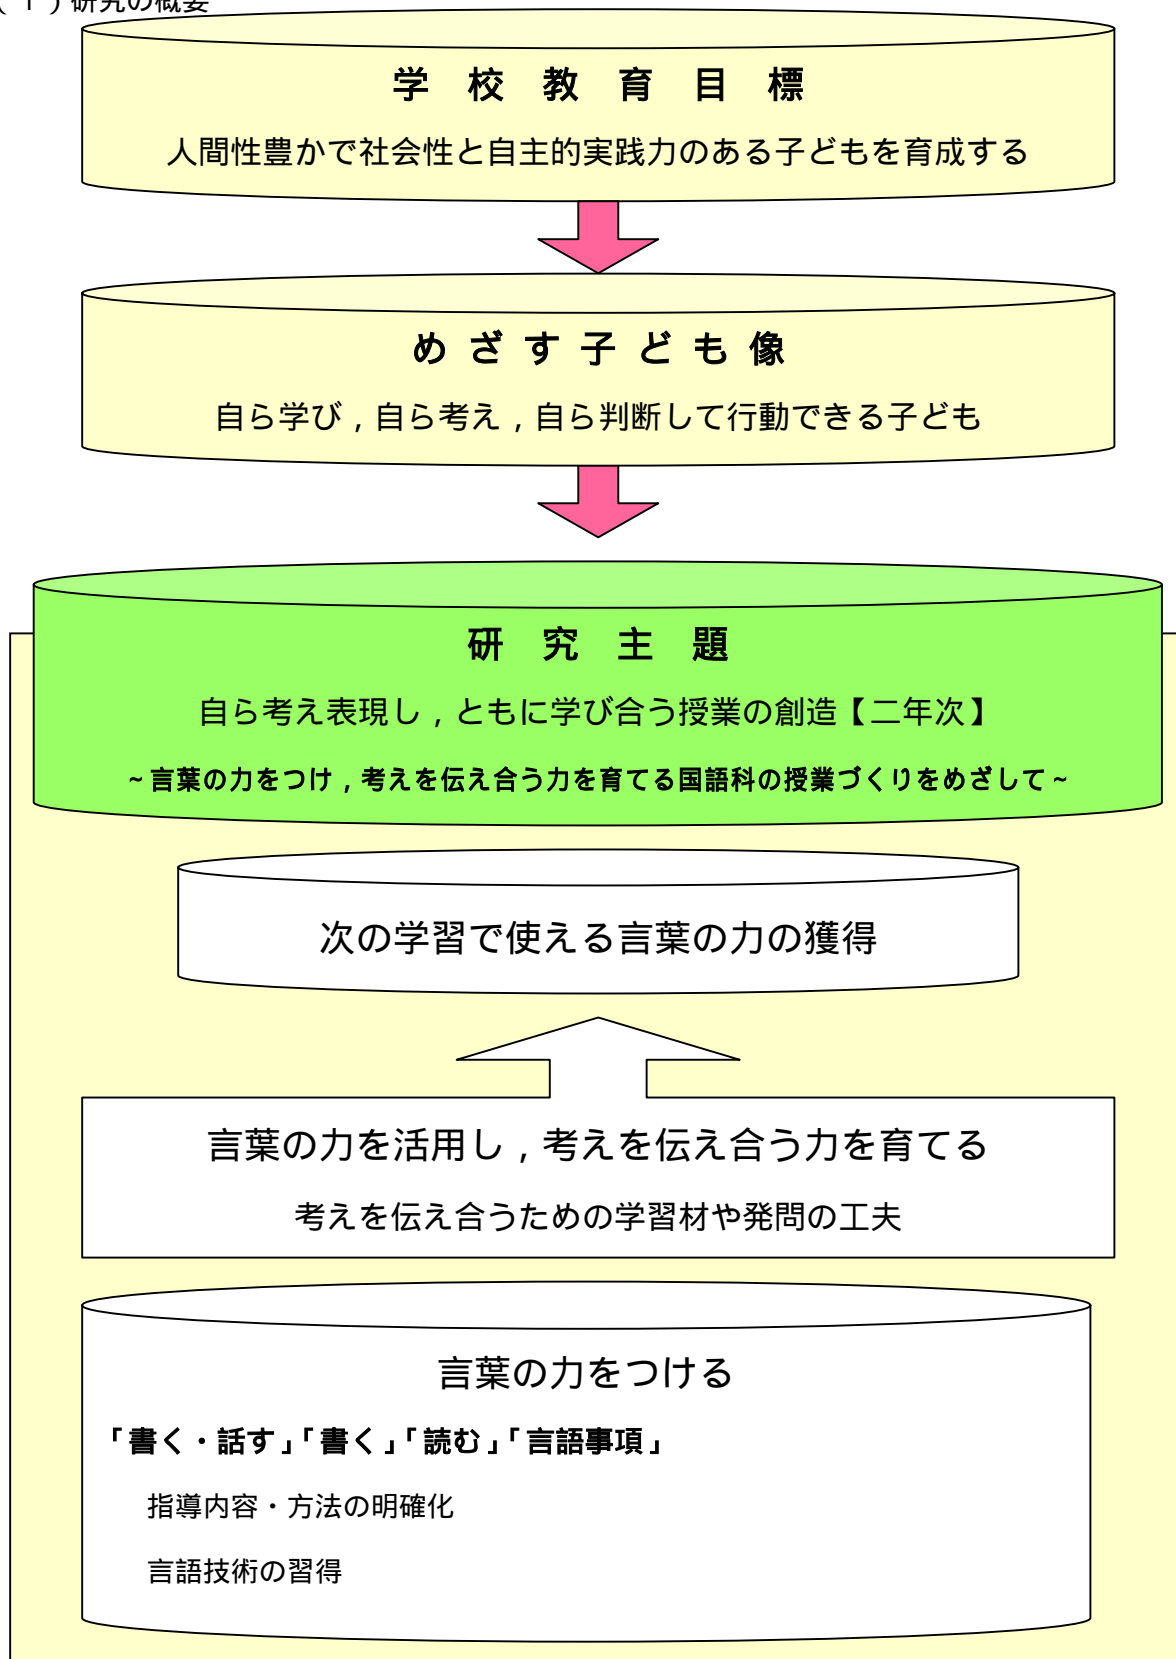 (1)研究の概要
学校教育目標
人間性豊かで社会性と自主的実践力のある子どもを育成する
めざす子ども像
自ら学び，自ら考え，自ら判断して行動できる子ども
研究主題
自ら考え表現し，ともに学び合う授業の創造【二年次】
~言葉の力をつけ，考えを伝え合う力を育てる国語科の授業づくりをめざして~
次の学習で使える言葉の力の獲得
言葉の力を活用し，考えを伝え合う力を育てる
考えを伝え合うための学習材や発問の工夫
言葉の力をつける
「書く・話す」「書く」「読む」「言語事項」
指導内容・方法の明確化
言語技術の習得